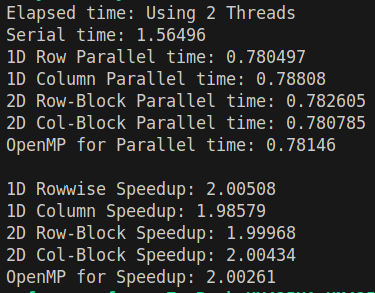 Elapsed time: Using 2 Threads
Serial time: 1.56496
1D Row Parallel time: 0.780497
1D Column Parallel time: 0.78808
2D Row-Block Parallel time: 0.782605
2D Col-Block Parallel time: 0.780785
OpenMP for Parallel time: 0.78146
1D Rowwise Speedup: 2.00508
1D Column Speedup: 1.98579
2D Row-Block Speedup: 1.99968
2D Col-Block Speedup: 2.00434
OpenMP for Speedup: 2.00261